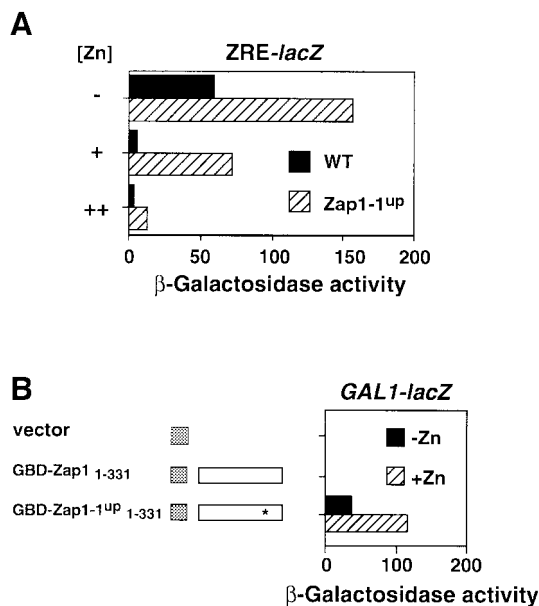 A
[Zn]
ZRE-lacZ
-
+
++
WT
Zap1-1up
0 50 100 150 200
β-Galactosidase activity
B
GAL1-lacZ
vector
GBD-Zap1 1-331
GBD-Zap1-1up 1-331
*
-Zn
+Zn
0 100 200
β-Galactosidase activity